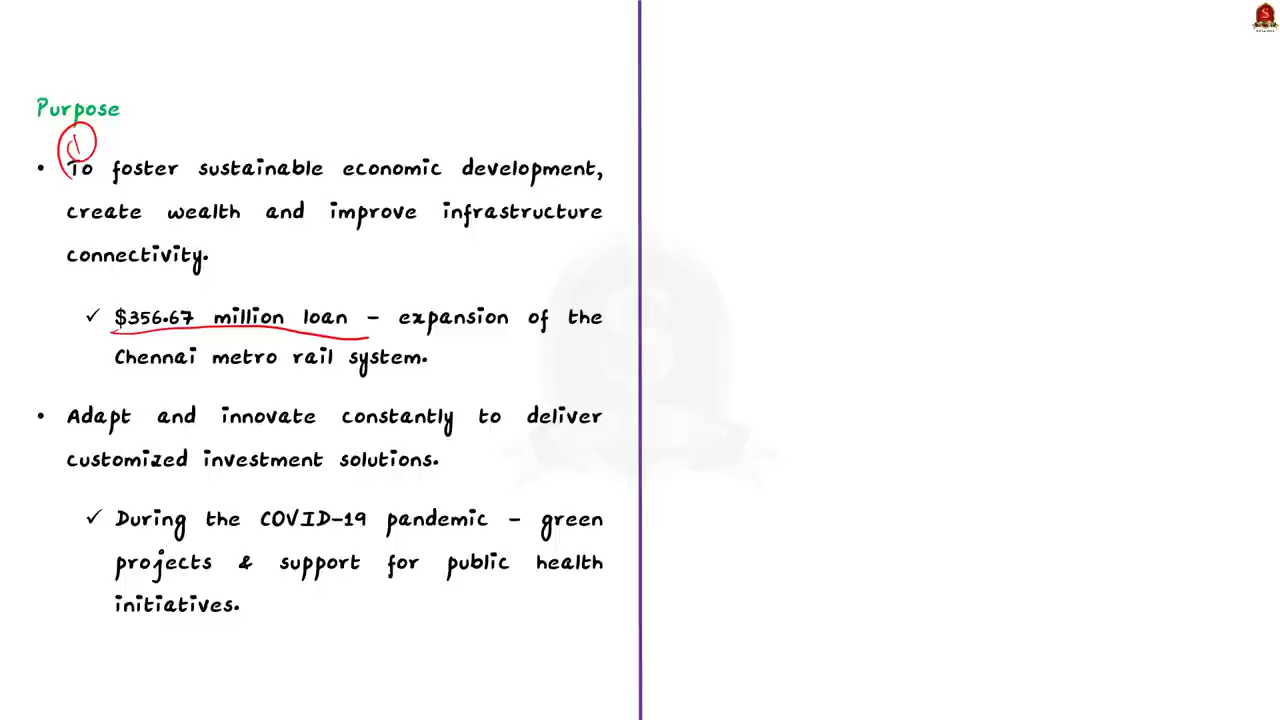 Purpose
• To foster sustainable economic development,
create wealth and improve infrastructure
connectivity.
✓ $356.67 million loan - expansion of the
Chennai metro rail system.
• Adapt and innovate constantly to deliver
customized investment solutions.
✓ During the COVID-19 pandemic - green
projects & support for public health
initiatives.